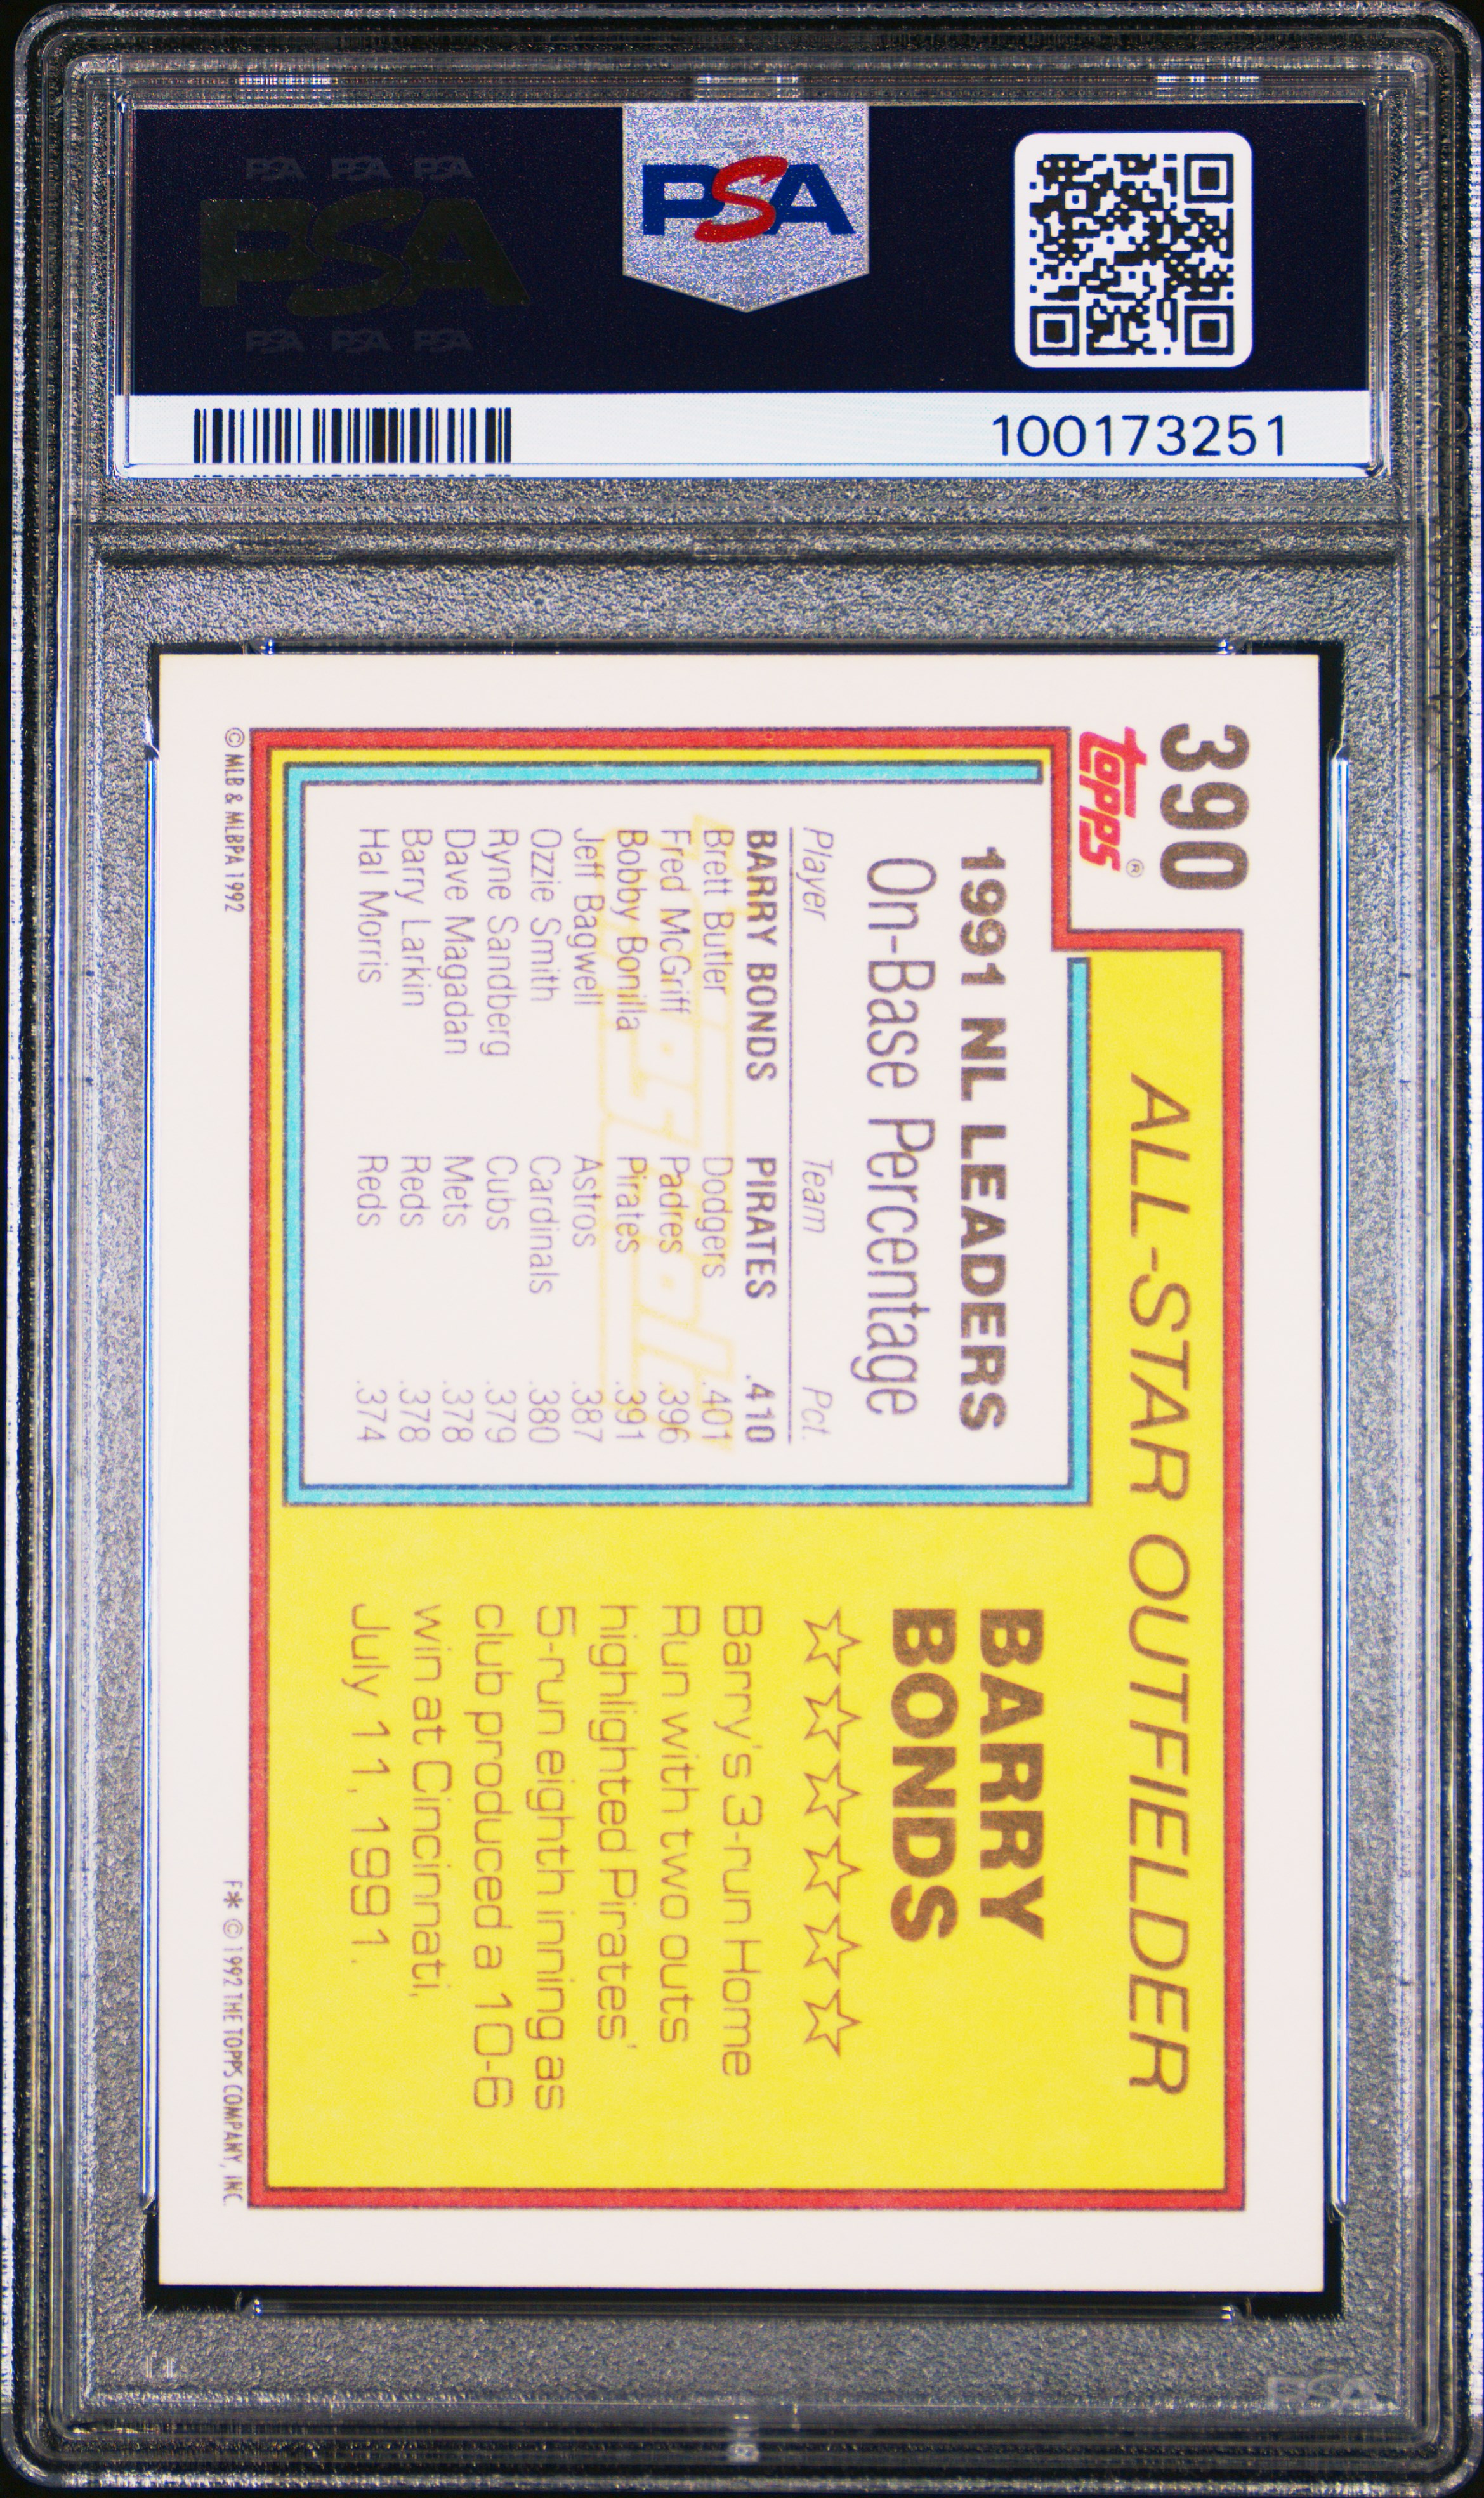 PSA PSA PSA
PSA
PSA PSA PSA
PSA
100173251
390
topps®
ALL-STAR OUTFIELDER
1991 NL LEADERS
On-Base Percentage
Player Team Pct.
BARRY BONDS PIRATES .410
Brett Butler Dodgers .401
Fred McGriff Padres .396
Bobby Bonilla Pirates .391
Jeff Bagwell Astros .387
Ozzie Smith Cardinals .380
Ryne Sandberg Cubs .379
Dave Magadan Mets .378
Barry Larkin Reds .378
Hal Morris Reds .374
BARRY
BONDS
Barry's 3-run Home
Run with two outs
highlighted Pirates'
5-run eighth inning as
club produced a 10-6
win at Cincinnati,
July 11, 1991.
© MLB & MLBPA 1992
F* © 1992 THE TOPPS COMPANY, INC.
PSA